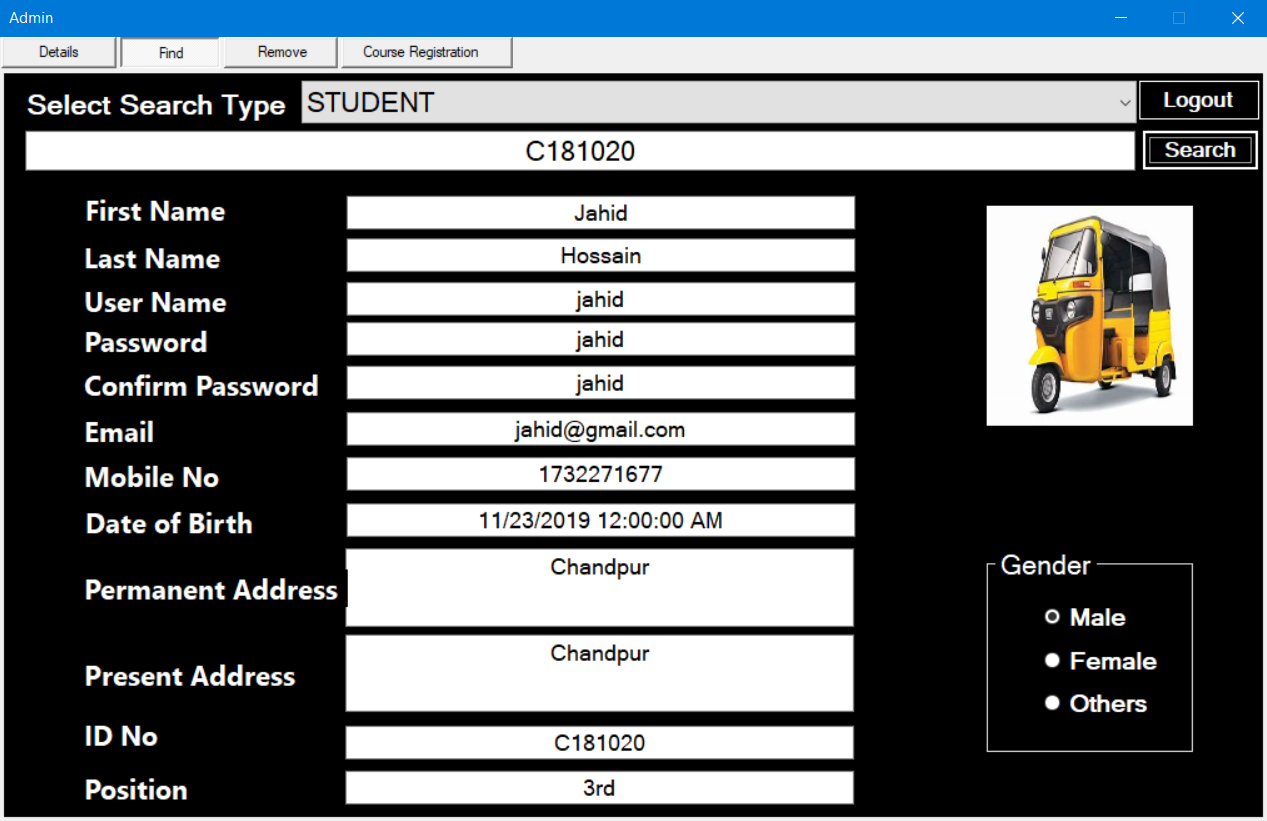 Admin
Details Find Remove Course Registration
Select Search Type STUDENT Logout
C181020 Search
First Name Jahid
Last Name Hossain
User Name jahid
Password jahid
Confirm Password jahid
Email jahid@gmail.com
Mobile No 1732271677
Date of Birth 11/23/2019 12:00:00 AM
Permanent Address Chandpur
Present Address Chandpur
ID No C181020
Position 3rd
Gender
Male
Female
Others